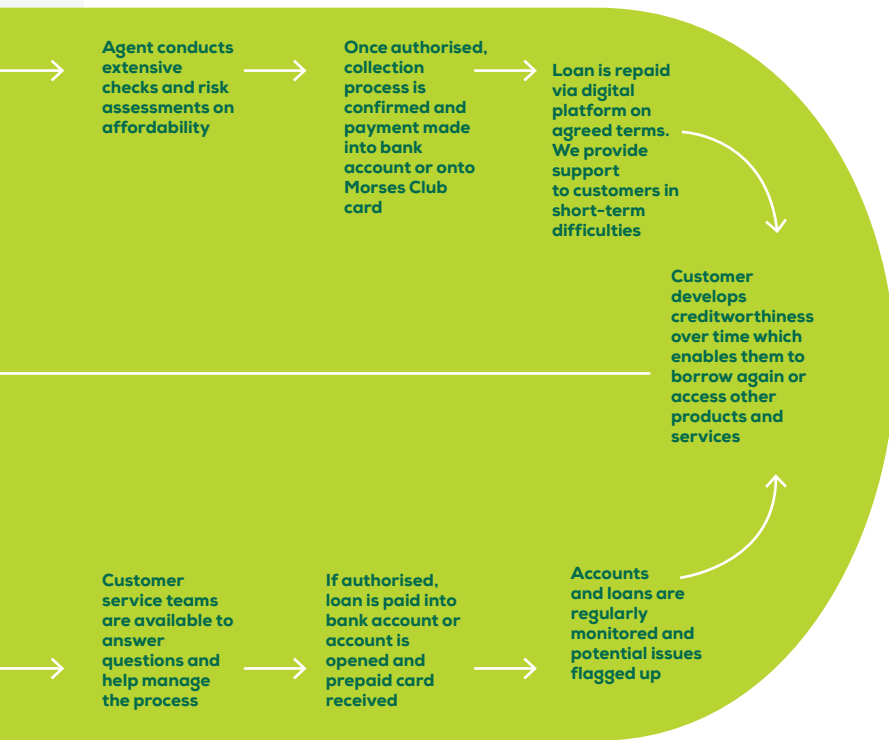 Agent conducts
extensive
checks and risk
assessments on
affordability
Once authorised,
collection
process is
confirmed and
payment made
into bank
account or onto
Morses Club
card
Loan is repaid
via digital
platform on
agreed terms.
We provide
support
to customers in
short-term
difficulties
Customer
develops
creditworthiness
over time which
enables them to
borrow again or
access other
products and
services
Customer
service teams
are available to
answer
questions and
help manage
the process
If authorised,
loan is paid into
bank account or
account is
opened and
prepaid card
received
Accounts
and loans are
regularly
monitored and
potential issues
flagged up